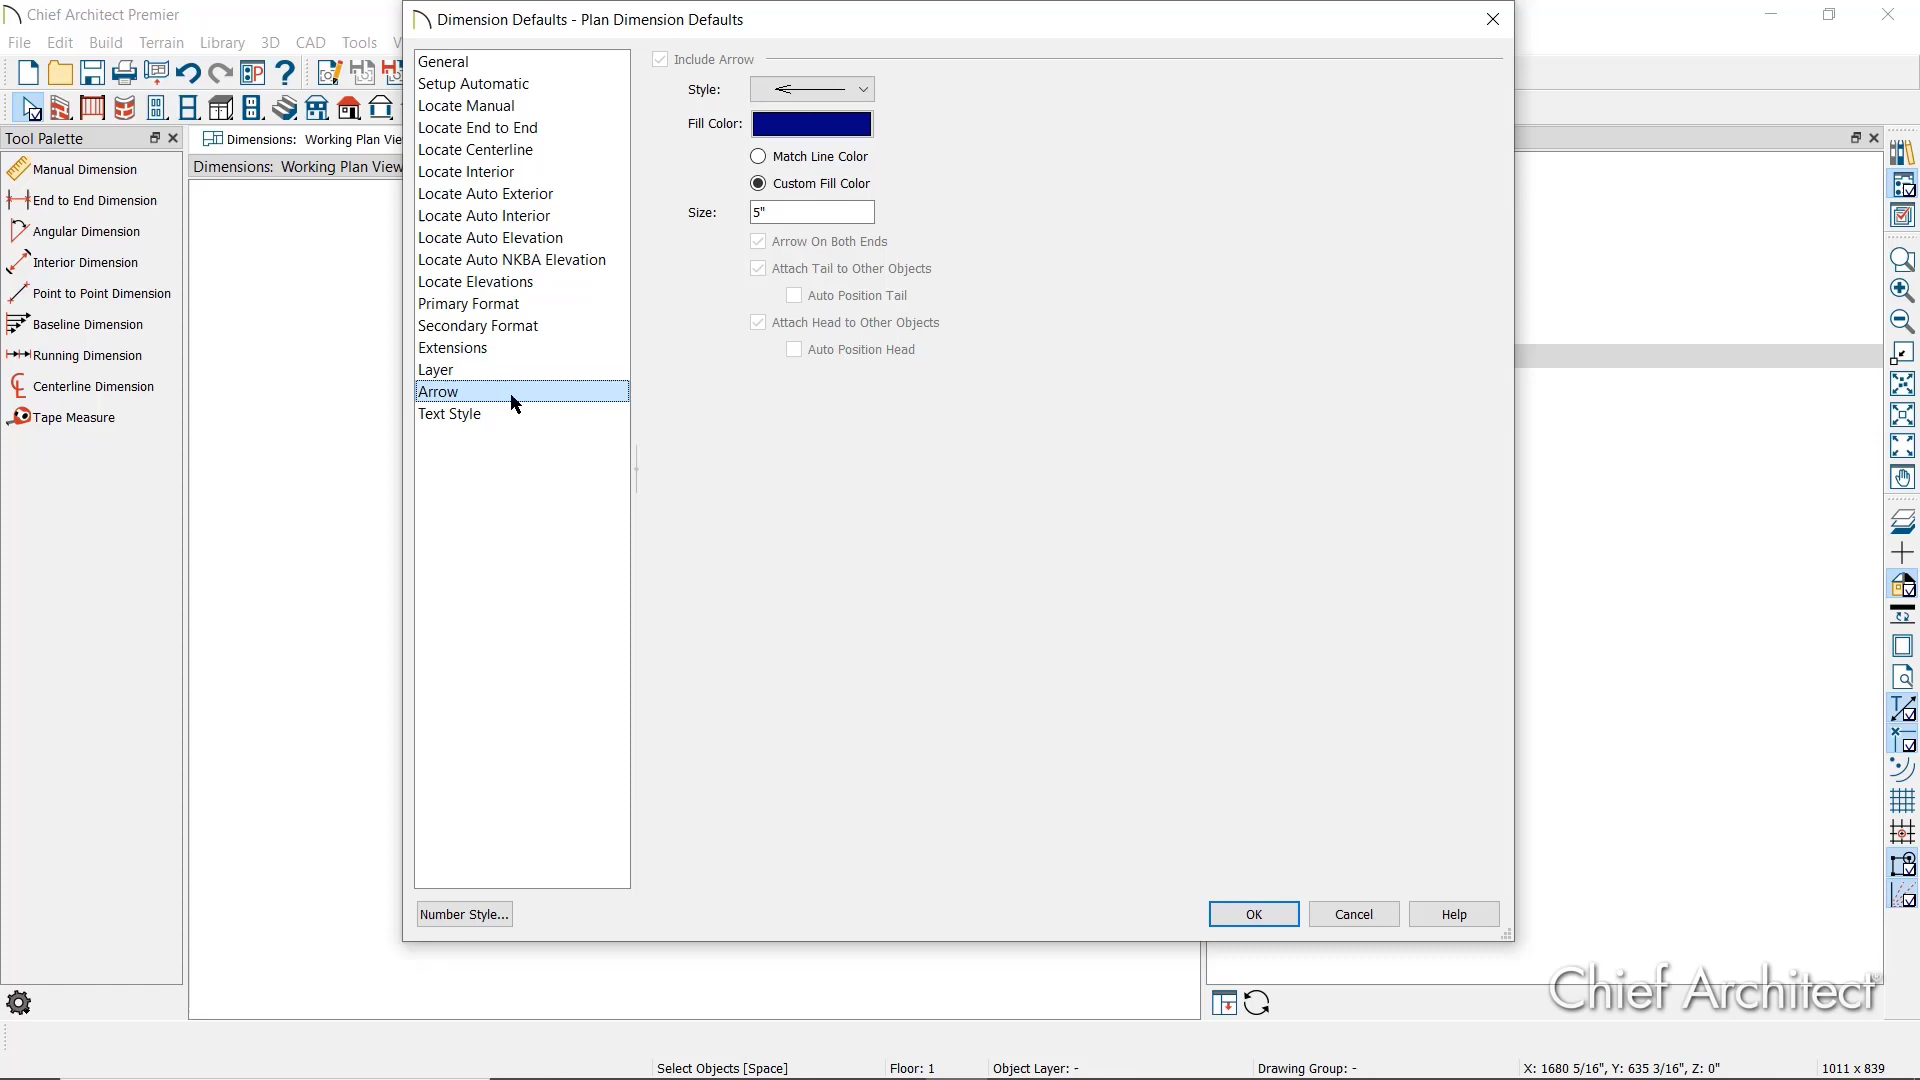 Chief Architect Premier
File Edit Build Terrain Library 3D CAD Tools
Tool Palette
Manual Dimension
End to End Dimension
Angular Dimension
Interior Dimension
Point to Point Dimension
Baseline Dimension
Running Dimension
Centerline Dimension
Tape Measure
Dimensions: Working Plan Vie
Dimensions: Working Plan View
Dimension Defaults - Plan Dimension Defaults
General
Setup Automatic
Locate Manual
Locate End to End
Locate Centerline
Locate Interior
Locate Auto Exterior
Locate Auto Interior
Locate Auto Elevation
Locate Auto NKBA Elevation
Locate Elevations
Primary Format
Secondary Format
Extensions
Layer
Arrow
Text Style
Include Arrow
Style:
Fill Color:
Match Line Color
Custom Fill Color
Size: 5"
Arrow On Both Ends
Attach Tail to Other Objects
Auto Position Tail
Attach Head to Other Objects
Auto Position Head
Number Style...
OK Cancel Help
Chief Architect®
Select Objects [Space] Floor: 1 Object Layer: - Drawing Group: - X: 1680 5/16", Y: 635 3/16", Z: 0" 1011 x 839